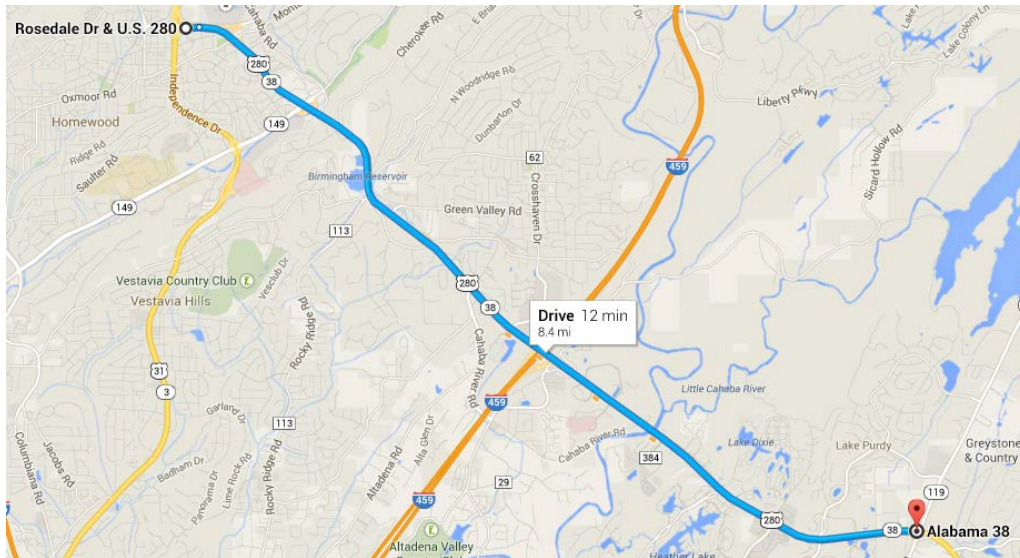 Cahaba Rd
Rosedale Dr & U.S. 280
Cherokee Rd
280
38
N Woodridge Rd
Oxmoor Rd
Independence Dr
Liberty Pkwy
Lake Colony Ln
Homewood
149
Dunbarton Dr
Ridge Rd
Saulter Rd
62
459
Sicard Hollow Rd
Birmingham Reservoir
Crosshaven Dr
149
Green Valley Rd
113
Vestavia Country Club
Vesclub Dr
280
Vestavia Hills
38
Rocky Ridge Rd
Drive 12 min
8.4 mi
Cahaba River Rd
31
3
Little Cahaba River
459
Garland Dr
113
Alta Glen Dr
Lake Dixie
Lake Purdy
Greystone
& Country
Columbiana Rd
Jacobs Rd
Badham Dr
Panorama Dr
Lime Rock Rd
Rocky Ridge Rd
Altadena Rd
Cahaba River Rd
384
29
119
459
280
38
Alabama 38
Altadena Valley
Heather Lake